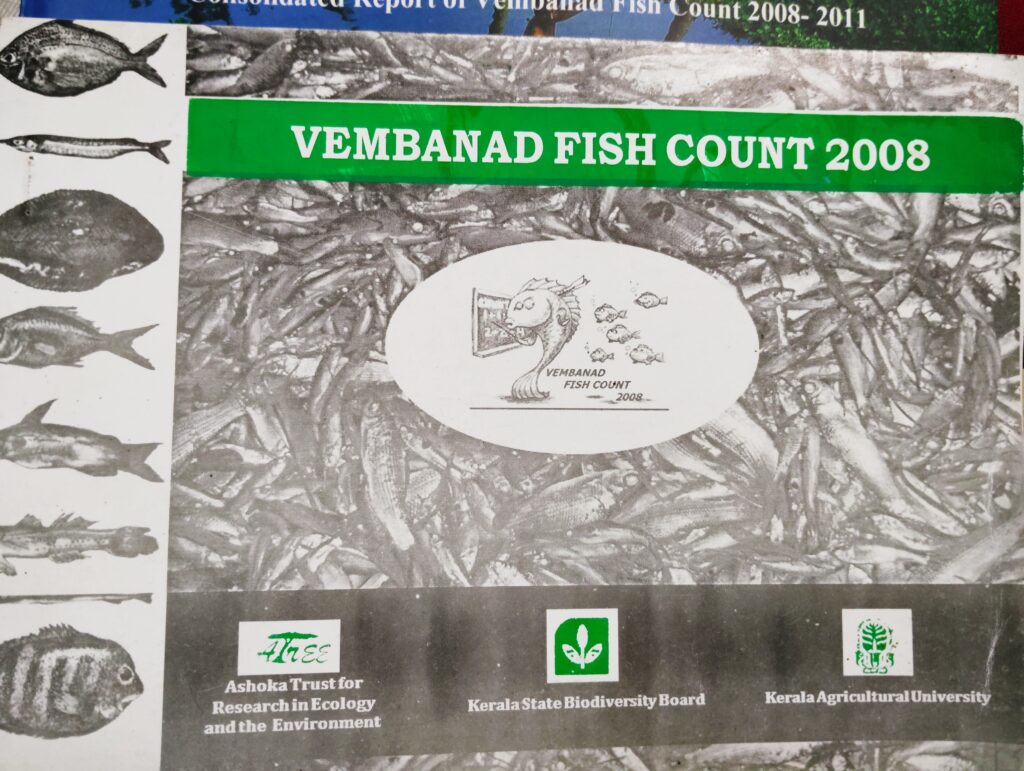 Consolidated Report of Vembanad Fish Count 2008- 2011
VEMBANAD FISH COUNT 2008
VEMBANAD
FISH COUNT
2008
ATREE
Ashoka Trust for
Research in Ecology
and the Environment
Kerala State Biodiversity Board
Kerala Agricultural University